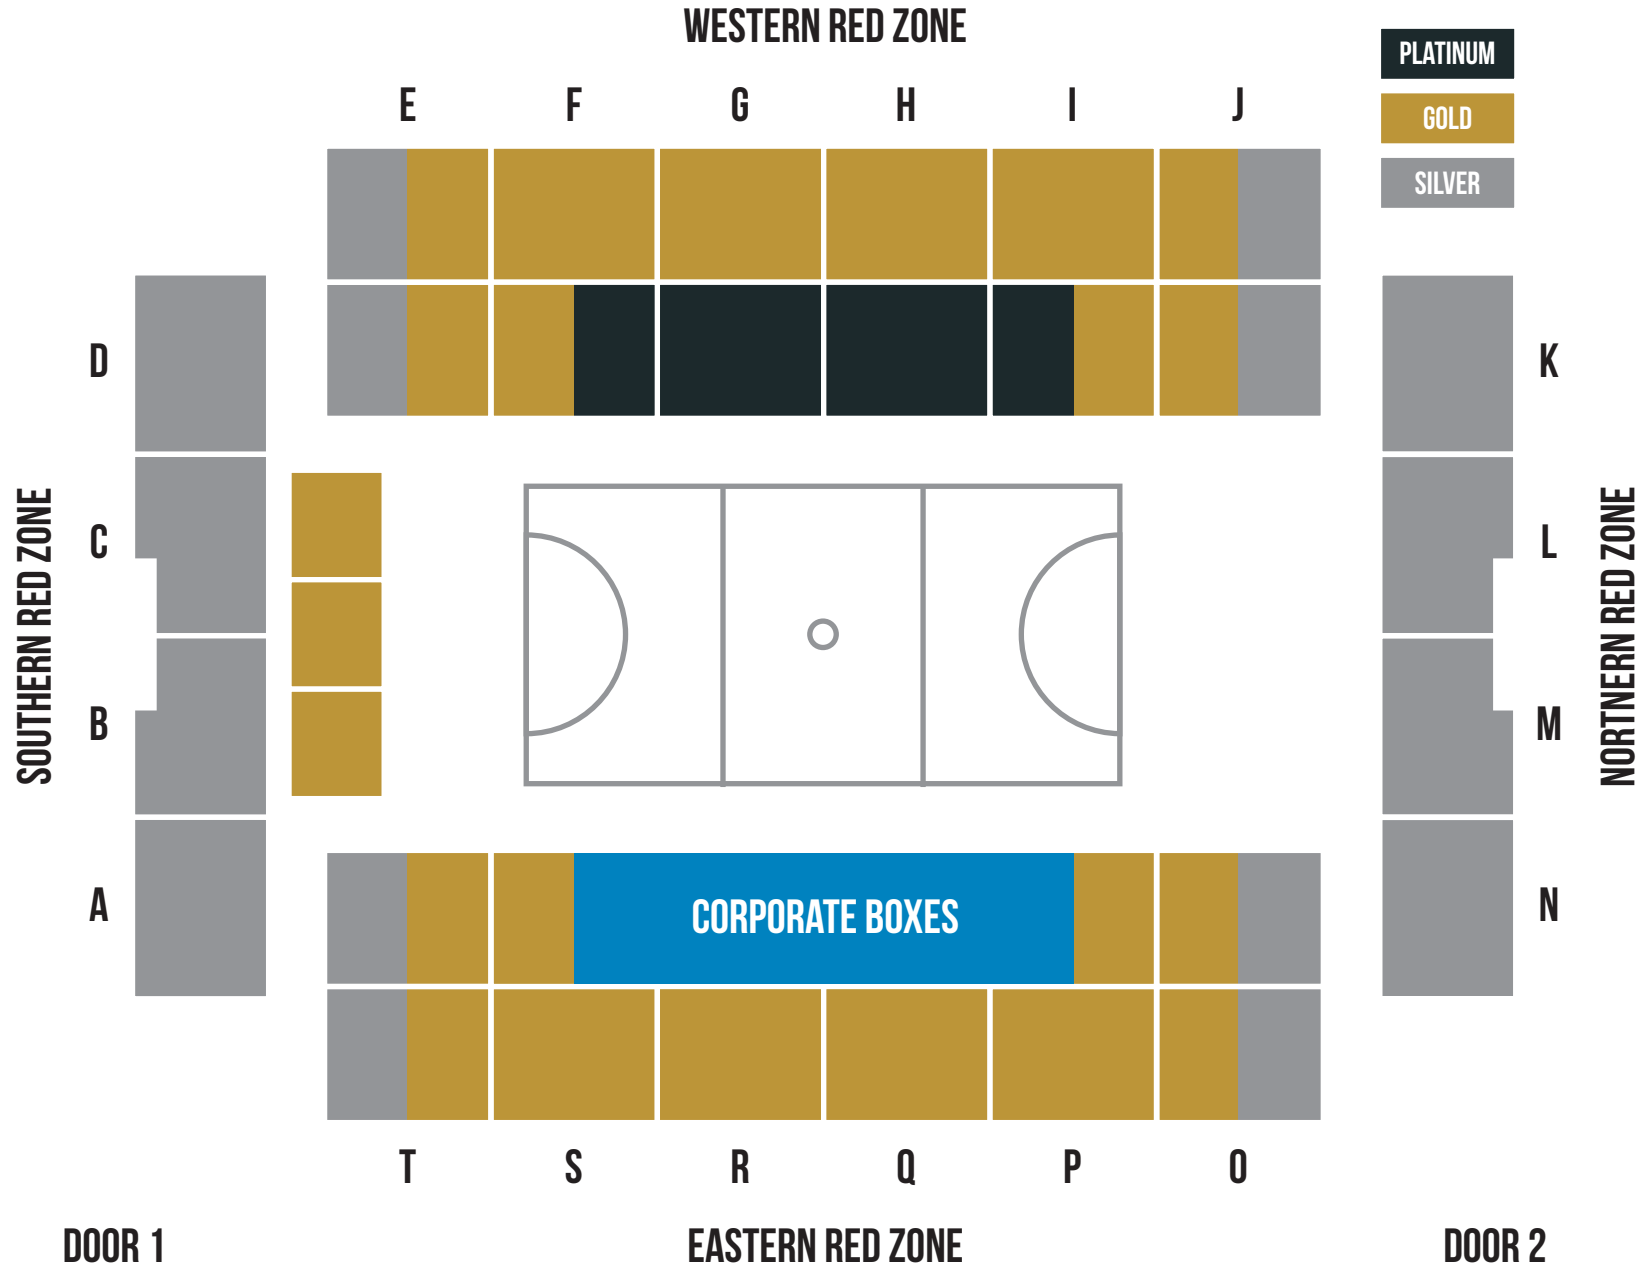 WESTERN RED ZONE
PLATINUM
GOLD
SILVER
E F G H I J
D
C
B
A
SOUTHERN RED ZONE
K
L
M
N
NORTNERN RED ZONE
CORPORATE BOXES
T S R Q P O
DOOR 1
EASTERN RED ZONE
DOOR 2